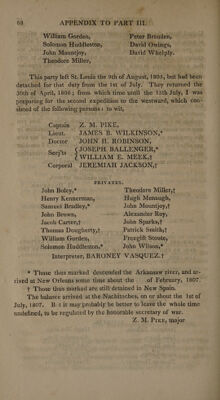 68 APPENDIX TO PART III.
William Gorden, Peter Branden,
Solomon Huddleston, David Owings,
John Mountjoy, David Whelply.
Theodore Miller,
This party left St. Louis the 9th of August, 1805, but had been
detached for that duty from the 1st of July. They returned the
30th of April, 1806; from which time until the 15th July, I was
preparing for the second expedition to the westward, which con-
sisted of the following persons: to wit,
Captain Z. M. PIKE.
Lieut. JAMES B. WILKINSON,*
Doctor JOHN H. ROBINSON.
Serj'ts { JOSEPH BALLENGER,*
{ WILLIAM E. MEEK,†
Corporal JEREMIAH JACKSON,†
PRIVATES.
John Boley,* Theodore Miller,†
Henry Kennerman, Hugh Menaugh,
Samuel Bradley,* John Mountjoy,†
John Brown, Alexander Roy,
Jacob Carter,† John Sparks,†
Thomas Dougherty,† Patrick Smith,†
William Gorden, Freegift Stoute,
Solomon Huddleston,* John Wilson,*
Interpreter, BARONEY VASQUEZ.†
* Those thus marked descended the Arkansaw river, and ar-
rived at New Orleans some time about the of February, 1807.
† Those thus marked are still detained in New Spain.
The balance arrived at the Nachitoches, on or about the 1st of
July, 1807. But it may probably be better to leave the whole time
undefined, to be regulated by the honorable secretary of war.
Z. M. PIKE, major